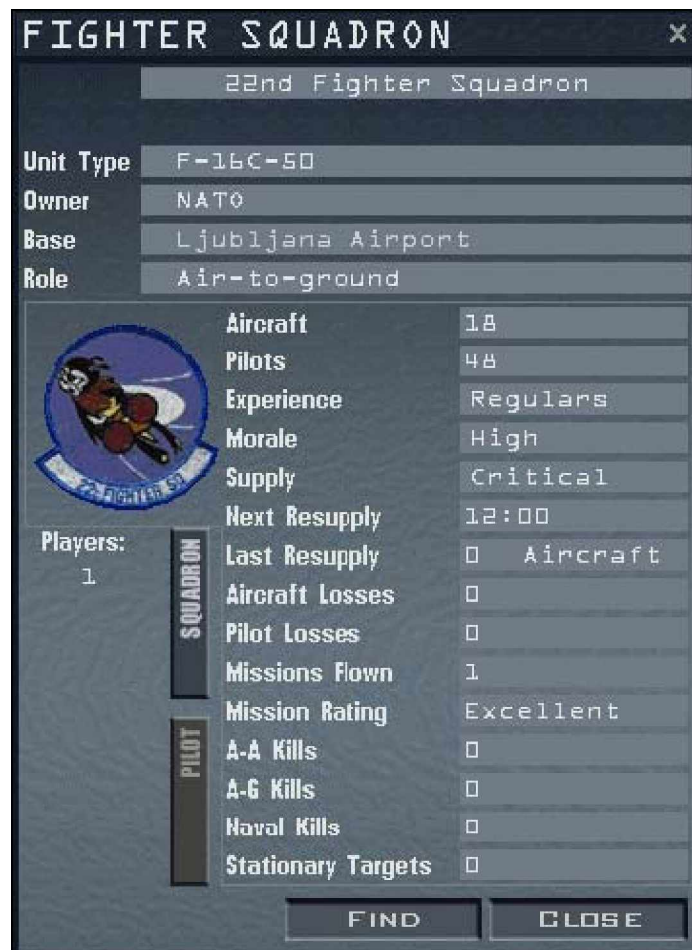 FIGHTER SQUADRON ×
22nd Fighter Squadron
Unit Type F-16C-50
Owner NATO
Base Ljubljana Airport
Role Air-to-ground
Aircraft 18
Pilots 48
Experience Regulars
Morale High
Supply Critical
22 FIGHTER SQ
Next Resupply 12:00
Players:
1
SQUADRON
Last Resupply 0 Aircraft
Aircraft Losses 0
Pilot Losses 0
Missions Flown 1
Mission Rating Excellent
PILOT
A-A Kills 0
A-G Kills 0
Naval Kills 0
Stationary Targets 0
FIND CLOSE